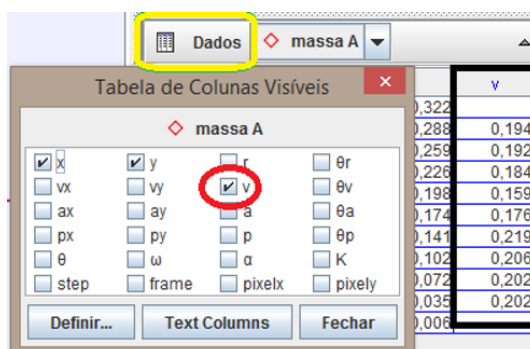 Dados massa A
Tabela de Colunas Visíveis
massa A
x y r θr
vx vy v θv
ax ay a θa
px py p θp
θ ω α K
step frame pixelx pixely
Definir... Text Columns Fechar
v
0,322
0,288 0,194
0,259 0,192
0,226 0,184
0,198 0,159
0,174 0,176
0,141 0,219
0,102 0,206
0,072 0,202
0,035 0,202
0,006